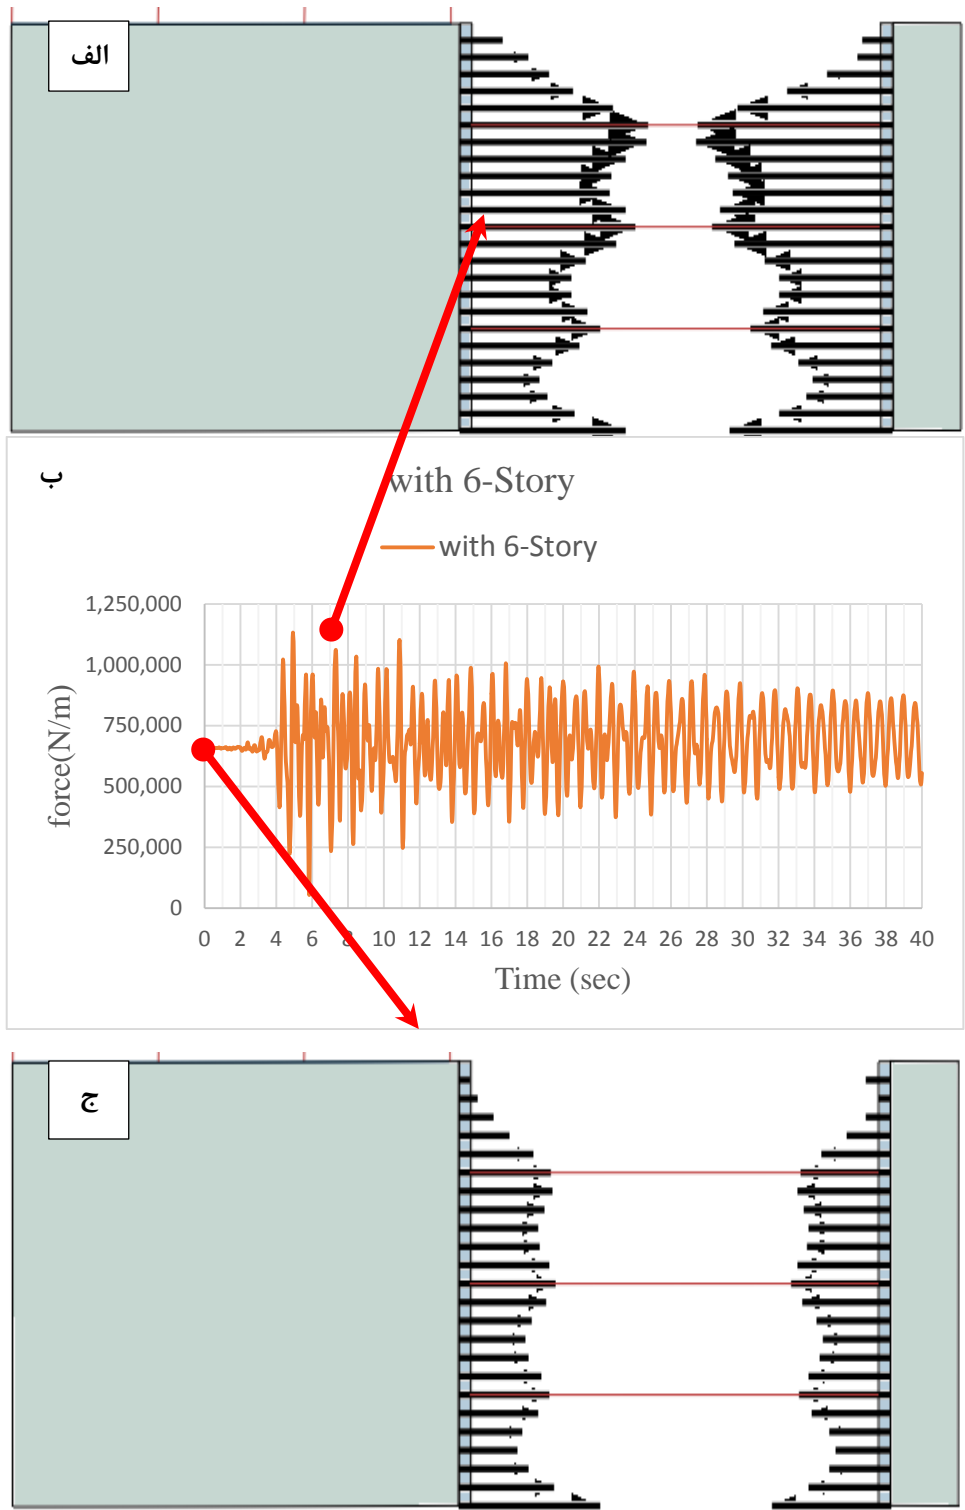 الف
ب
with 6-Story
with 6-Story
1,250,000
1,000,000
750,000
500,000
250,000
0
force(N/m)
0 2 4 6 8 10 12 14 16 18 20 22 24 26 28 30 32 34 36 38 40
Time (sec)
ج